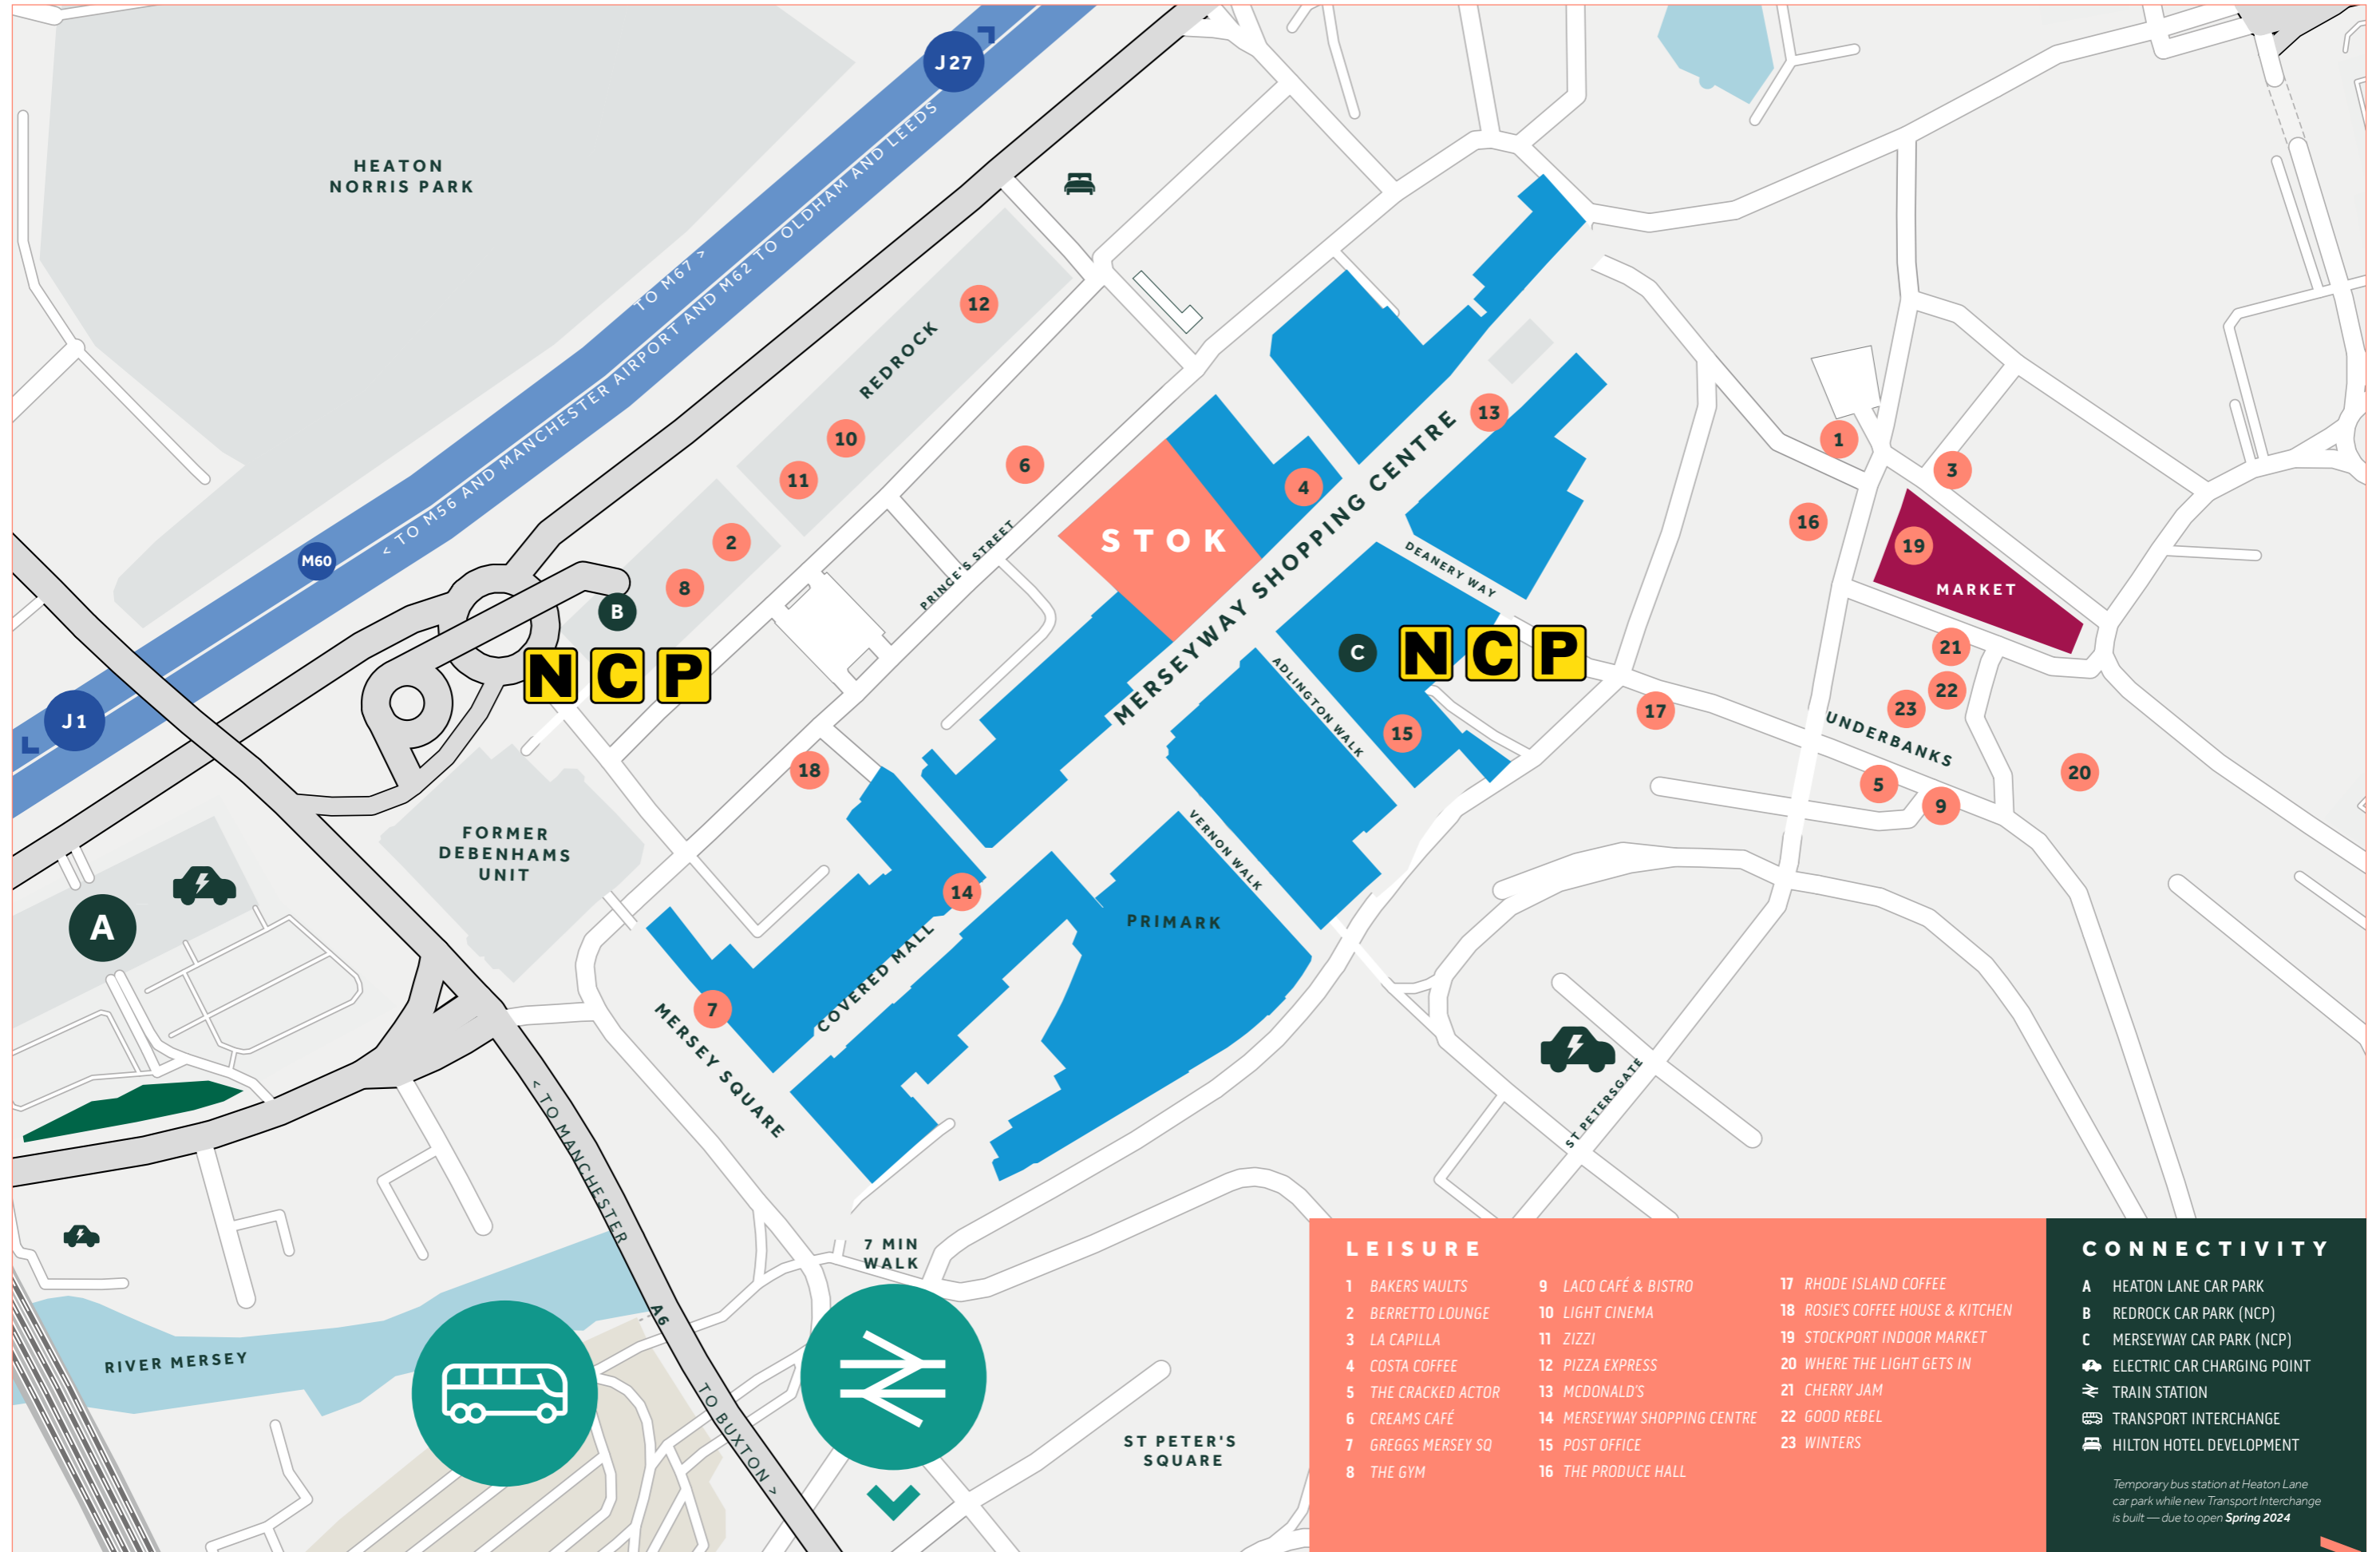 J27
HEATON
NORRIS PARK
TO M67 >
< TO M56 AND MANCHESTER AIRPORT AND M62 TO OLDHAM AND LEEDS
M60
J1
12
REDROCK
10
11
2
8
B
NCP
6
PRINCE'S STREET
STOK
4
13
MERSEYWAY SHOPPING CENTRE
DEANERY WAY
C
NCP
ADLINGTON WALK
15
17
1
3
16
19
MARKET
21
22
23
UNDERBANKS
5
9
20
18
FORMER
DEBENHAMS
UNIT
A
14
VERNON WALK
PRIMARK
COVERED MALL
7
MERSEY SQUARE
ST PETERSGATE
< TO MANCHESTER
A6
TO BUXTON >
7 MIN
WALK
RIVER MERSEY
ST PETER'S
SQUARE
LEISURE
1 BAKERS VAULTS
2 BERRETTO LOUNGE
3 LA CAPILLA
4 COSTA COFFEE
5 THE CRACKED ACTOR
6 CREAMS CAFÉ
7 GREGGS MERSEY SQ
8 THE GYM
9 LACO CAFÉ & BISTRO
10 LIGHT CINEMA
11 ZIZZI
12 PIZZA EXPRESS
13 MCDONALD'S
14 MERSEYWAY SHOPPING CENTRE
15 POST OFFICE
16 THE PRODUCE HALL
17 RHODE ISLAND COFFEE
18 ROSIE'S COFFEE HOUSE & KITCHEN
19 STOCKPORT INDOOR MARKET
20 WHERE THE LIGHT GETS IN
21 CHERRY JAM
22 GOOD REBEL
23 WINTERS
CONNECTIVITY
A HEATON LANE CAR PARK
B REDROCK CAR PARK (NCP)
C MERSEYWAY CAR PARK (NCP)
ELECTRIC CAR CHARGING POINT
TRAIN STATION
TRANSPORT INTERCHANGE
HILTON HOTEL DEVELOPMENT
Temporary bus station at Heaton Lane
car park while new Transport Interchange
is built — due to open Spring 2024